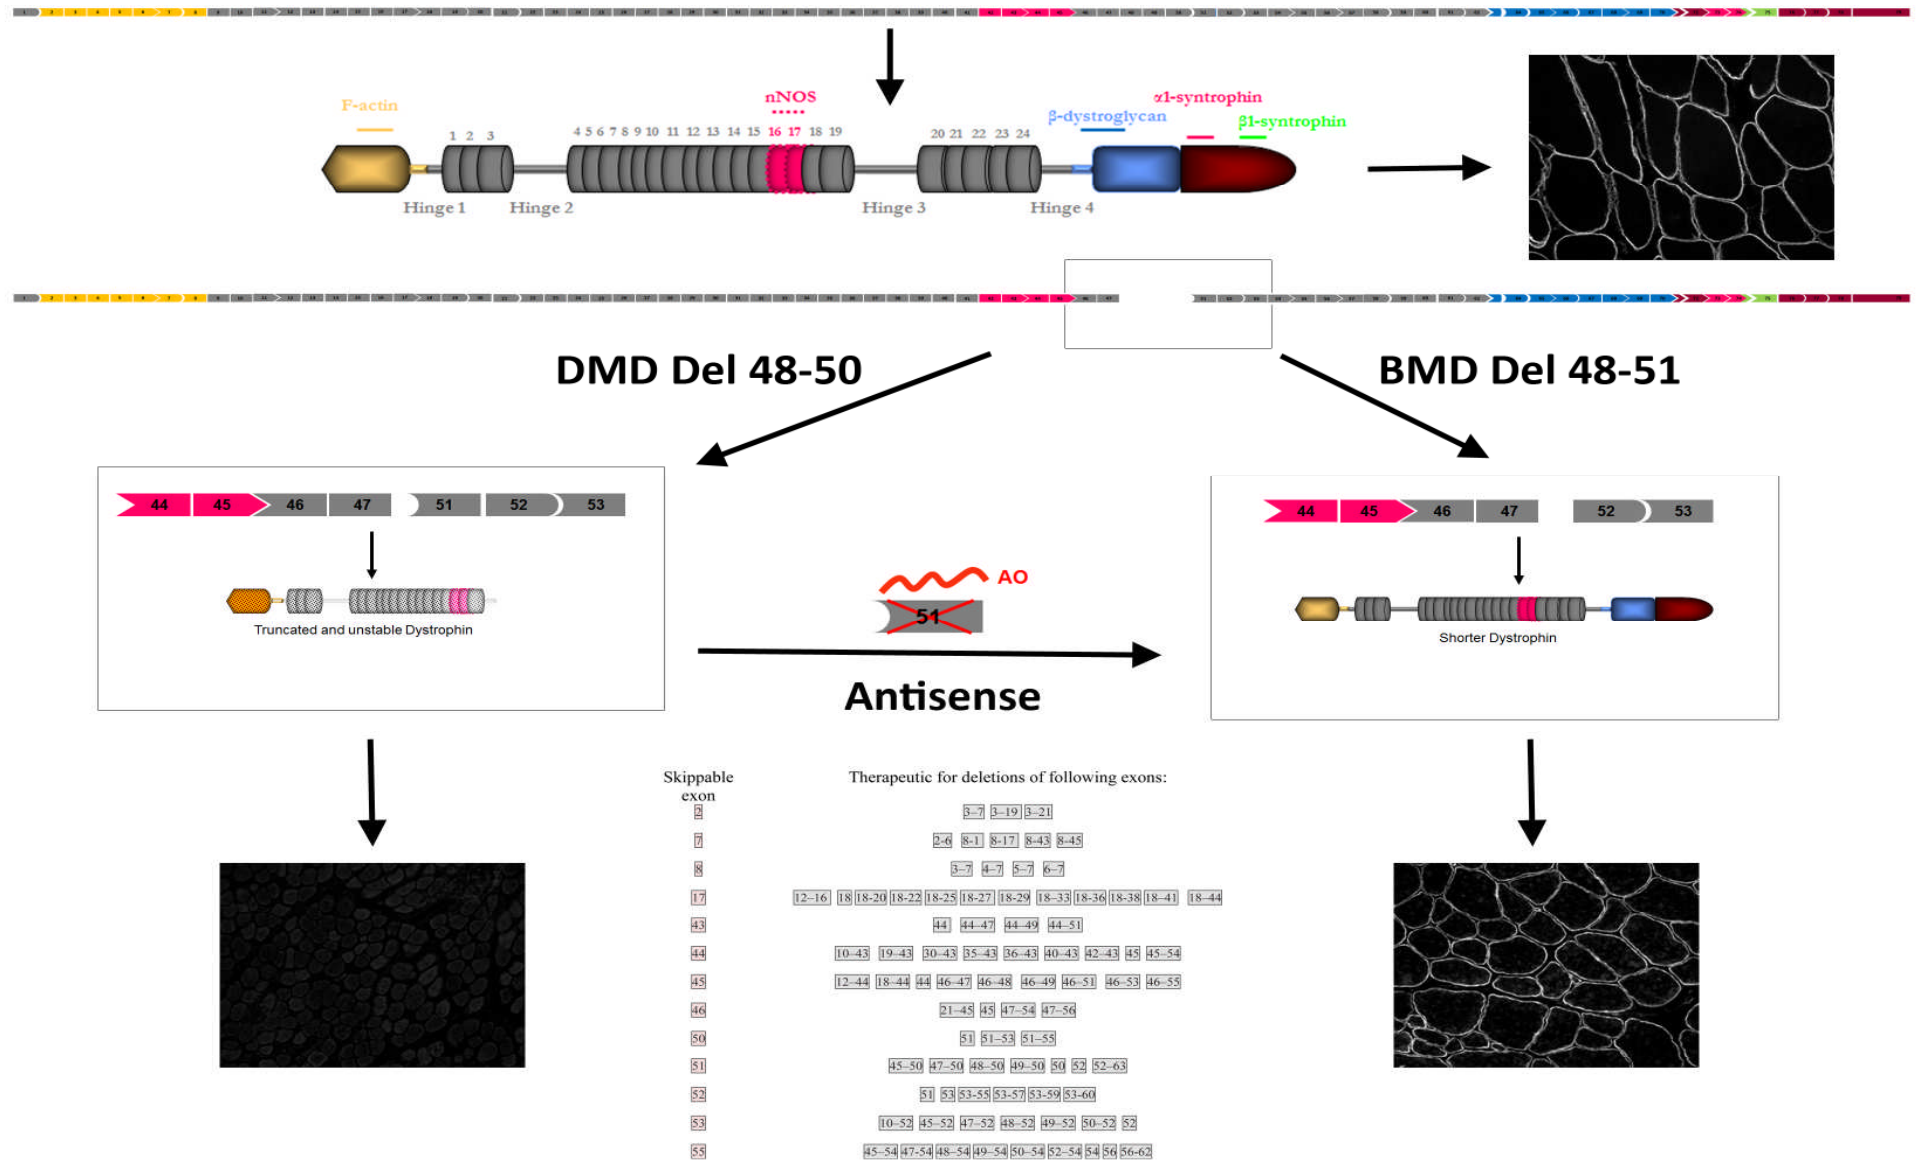 F-actin
nNOS
α1-syntrophin
β-dystroglycan
β1-syntrophin
1 2 3
4 5 6 7 8 9 10 11 12 13 14 15 16 17 18 19
20 21 22 23 24
Hinge 1 Hinge 2 Hinge 3 Hinge 4
DMD Del 48-50
BMD Del 48-51
44 45 46 47 51 52 53
44 45 46 47 52 53
Truncated and unstable Dystrophin
AO
51
Shorter Dystrophin
Antisense
Skippable exon
Therapeutic for deletions of following exons:
2 3–7 3–19 3–21
7 2-6 8-1 8-17 8-43 8-45
8 3–7 4–7 5–7 6–7
17 12–16 18 18-20 18-22 18-25 18-27 18-29 18–33 18-36 18-38 18–41 18–44
43 44 44–47 44–49 44–51
44 10–43 19–43 30–43 35–43 36–43 40–43 42–43 45 45–54
45 12–44 18–44 44 46–47 46–48 46–49 46–51 46–53 46–55
46 21–45 45 47–54 47–56
50 51 51–53 51–55
51 45–50 47–50 48–50 49–50 50 52 52–63
52 51 53 53-55 53-57 53-59 53-60
53 10–52 45–52 47–52 48–52 49–52 50–52 52
55 45–54 47-54 48–54 49–54 50–54 52–54 54 56 56-62